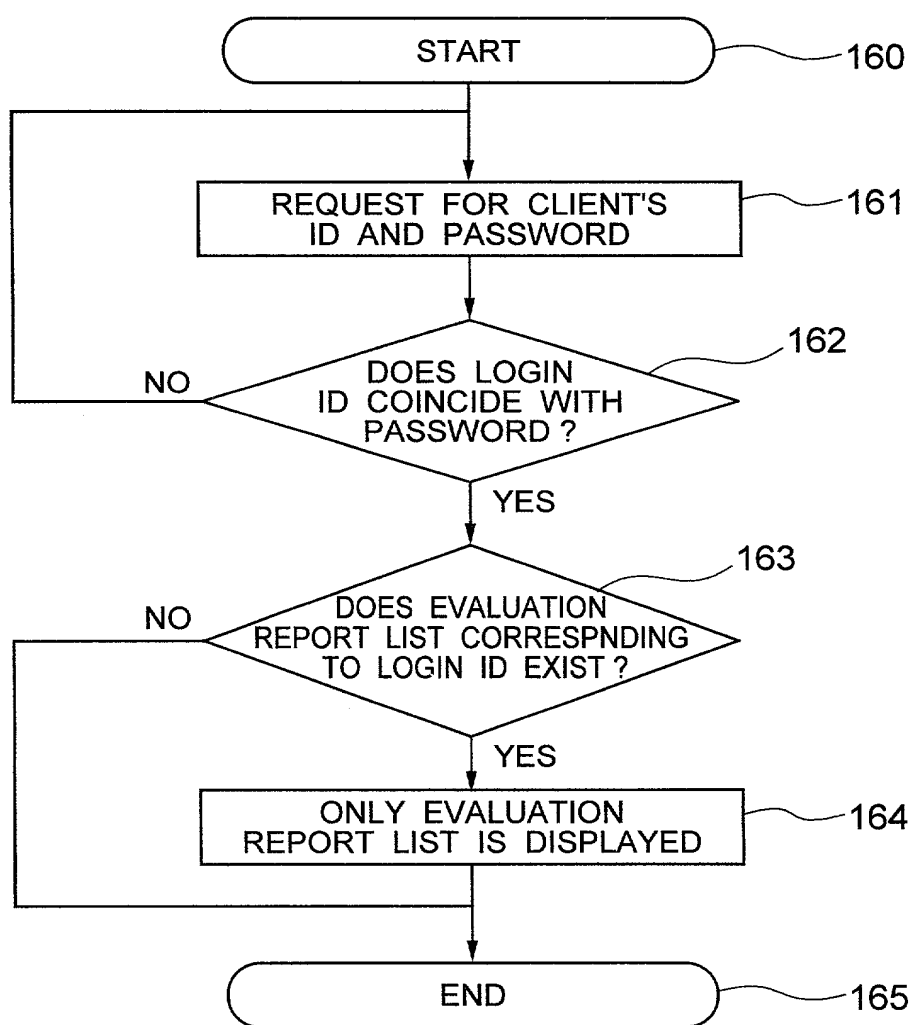 START
160
REQUEST FOR CLIENT'S
ID AND PASSWORD
161
162
DOES LOGIN
ID COINCIDE WITH
PASSWORD ?
NO
YES
163
DOES EVALUATION
REPORT LIST CORRESPNDING
TO LOGIN ID EXIST ?
NO
YES
ONLY EVALUATION
REPORT LIST IS DISPLAYED
164
END
165